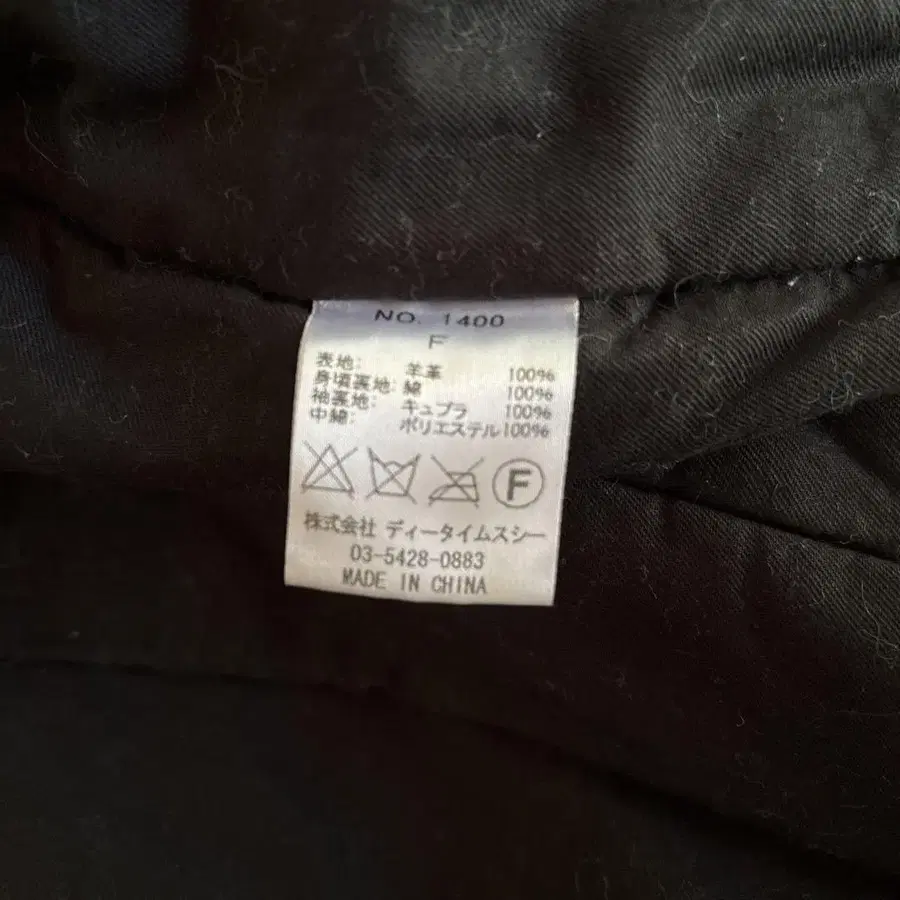 NO. 1400
F
表地: 羊革 100%
身頃裏地: 綿 100%
袖裏地: キュプラ 100%
中綿: ポリエステル100%
F
株式会社 ディータイムスシー
03-5428-0883
MADE IN CHINA